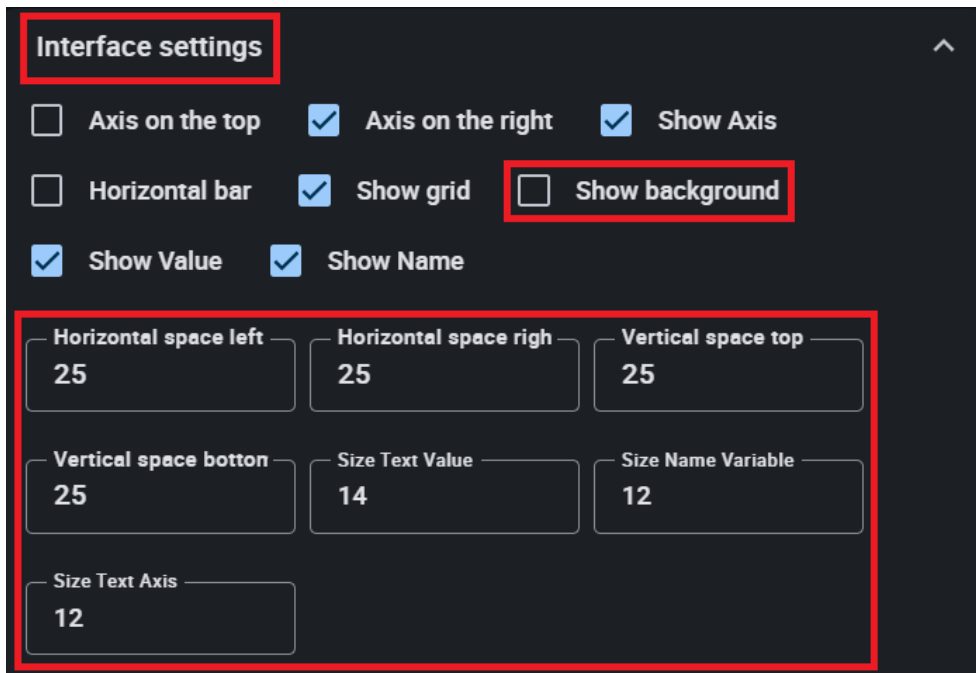 Interface settings
Axis on the top Axis on the right Show Axis
Horizontal bar Show grid Show background
Show Value Show Name
Horizontal space left Horizontal space righ Vertical space top
25 25 25
Vertical space botton Size Text Value Size Name Variable
25 14 12
Size Text Axis
12